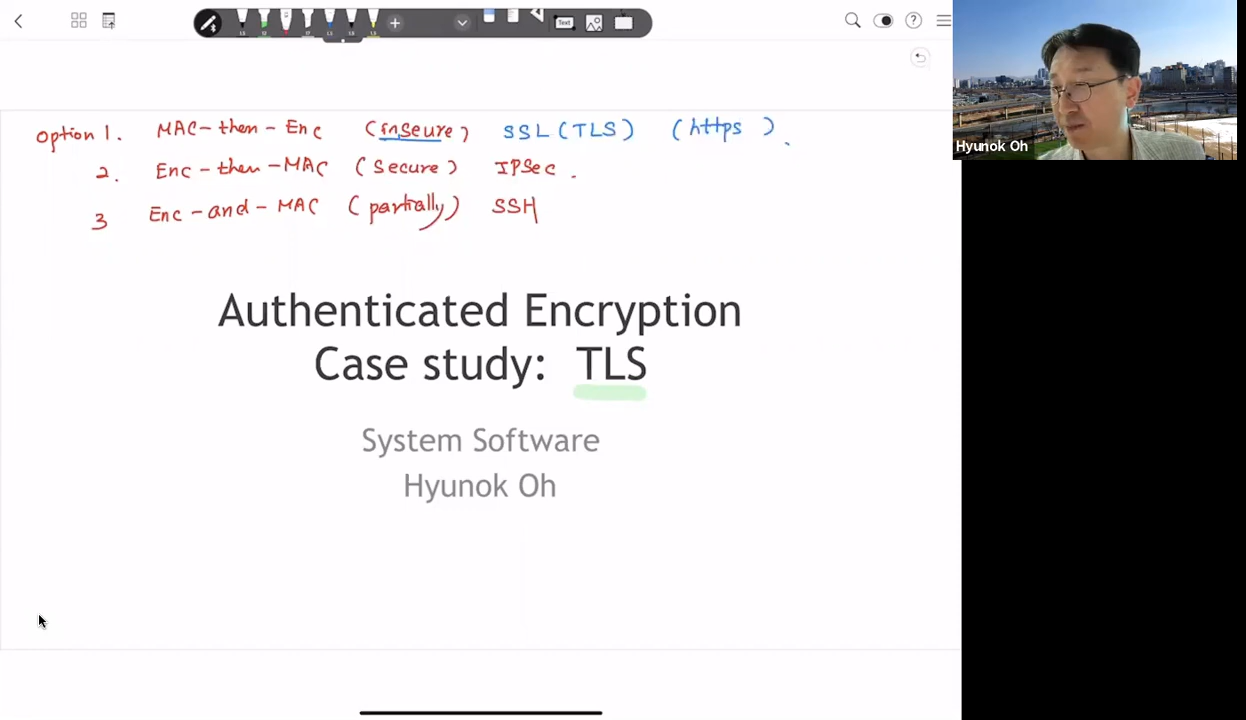 Text
Option 1. MAC-then-Enc (inseure) SSL (TLS) (https).
2. Enc-then-MAC (Secure) IPSec.
3 Enc-and-MAC (partially) SSH
Authenticated Encryption
Case study: TLS
System Software
Hyunok Oh
Hyunok Oh